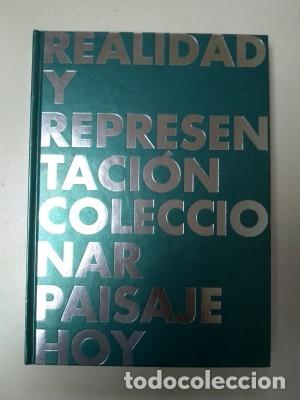 REALIDAD
Y
REPRESEN
TACIÓN
COLECCIO
NAR
PAISAJE
HOY
todocoleccion